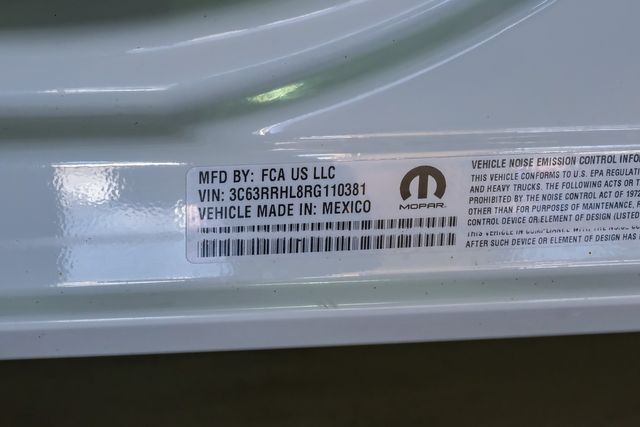 MFD BY: FCA US LLC
VIN: 3C63RRHL8RG110381
VEHICLE MADE IN: MEXICO
MOPAR
VEHICLE NOISE EMISSION CONTROL INFO
THIS VEHICLE CONFORMS TO U.S. EPA REGULATI
AND HEAVY TRUCKS. THE FOLLOWING ACTS OR T
PROHIBITED BY THE NOISE CONTROL ACT OF 1972
OTHER THAN FOR PURPOSES OF MAINTENANCE, R
CONTROL DEVICE OR ELEMENT OF DESIGN (LISTED
AFTER SUCH DEVICE OR ELEMENT OF DESIGN HAS